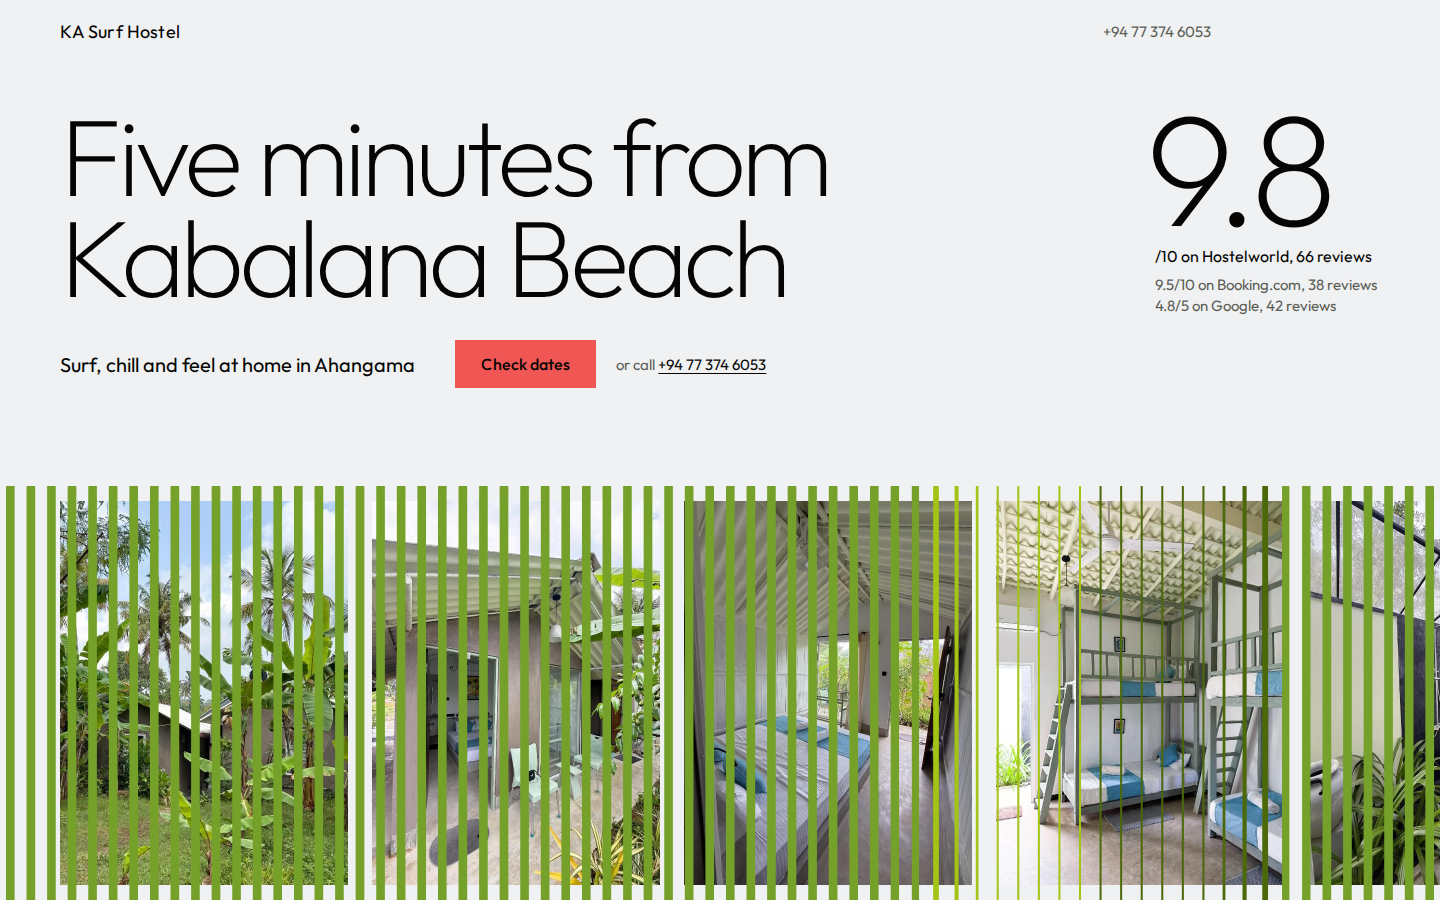 KA Surf Hostel
+94 77 374 6053
Five minutes from
Kabalana Beach
9.8
/10 on Hostelworld, 66 reviews
9.5/10 on Booking.com, 38 reviews
4.8/5 on Google, 42 reviews
Surf, chill and feel at home in Ahangama
Check dates
or call +94 77 374 6053